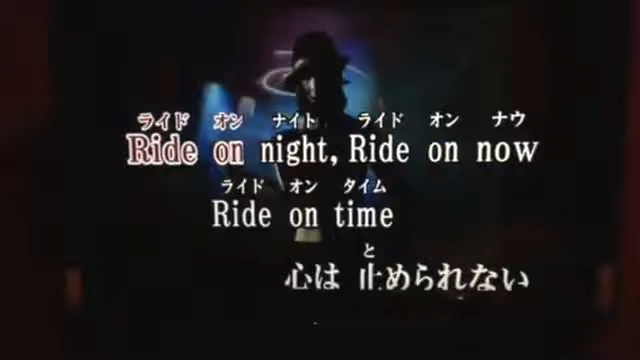 ライド オン ナイト ライド オン ナウ
Ride on night, Ride on now
ライド オン タイム
Ride on time
と
心は 止められない